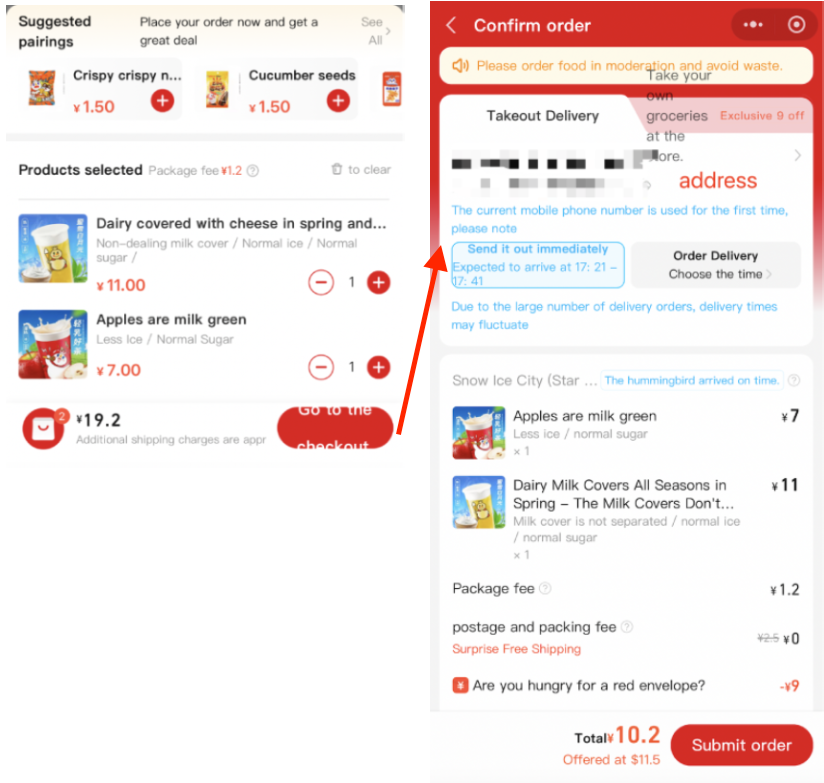 Suggested pairings
Place your order now and get a great deal
See All
Crispy crispy n...
¥1.50
Cucumber seeds
¥1.50
Products selected Package fee ¥1.2 ?
to clear
Dairy covered with cheese in spring and...
Non-dealing milk cover / Normal ice / Normal
sugar /
¥11.00
1
Apples are milk green
Less Ice / Normal Sugar
¥7.00
1
2
¥19.2
Additional shipping charges are appr
Go to the
checkout
Confirm order
Please order food in moderation and avoid waste.
Takeout Delivery
Take your
own
groceries
at the
store.
Exclusive 9 off
address
The current mobile phone number is used for the first time,
please note
Send it out immediately
Expected to arrive at 17: 21 –
17: 41
Order Delivery
Choose the time
Due to the large number of delivery orders, delivery times
may fluctuate
Snow Ice City (Star ...
The hummingbird arrived on time. ?
Apples are milk green
¥7
Less ice / normal sugar
× 1
Dairy Milk Covers All Seasons in
¥11
Spring – The Milk Covers Don't...
Milk cover is not separated / normal ice
/ normal sugar
× 1
Package fee ?
¥1.2
postage and packing fee ?
¥2.5 ¥0
Surprise Free Shipping
Are you hungry for a red envelope?
-¥9
Total¥10.2
Offered at $11.5
Submit order